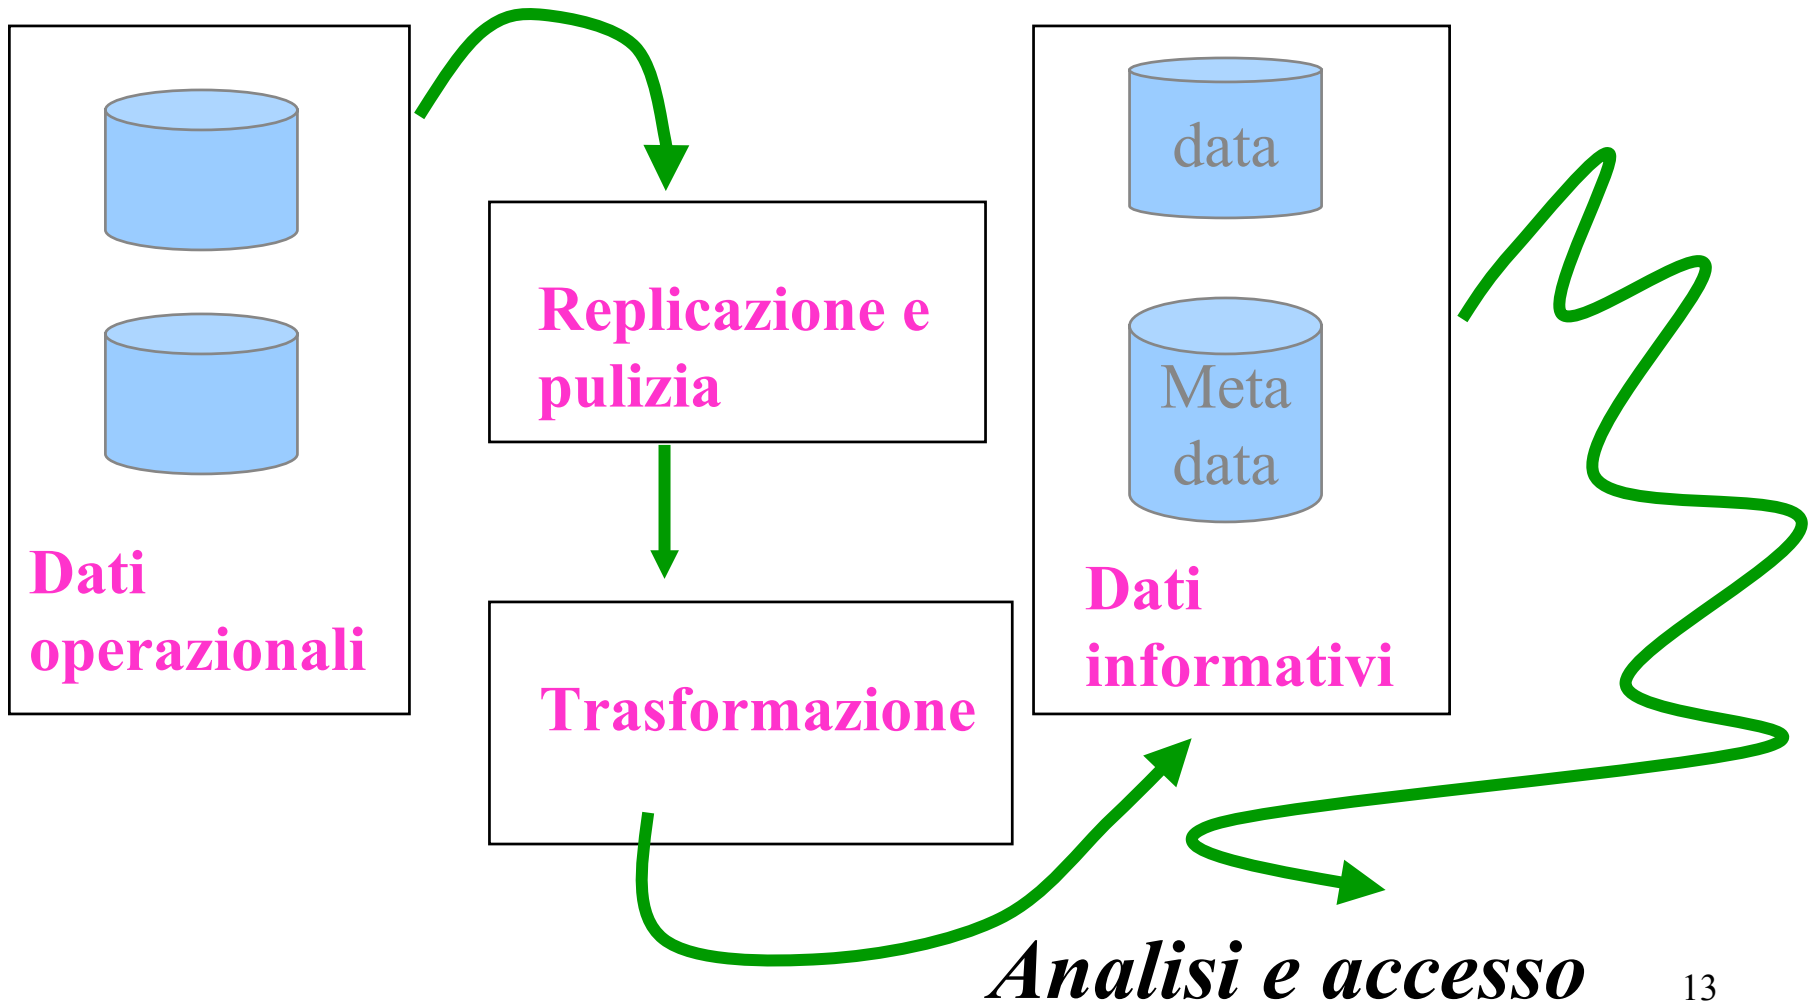 Dati
operazionali
Replicazione e
pulizia
Trasformazione
data
Meta
data
Dati
informativi
Analisi e accesso
13